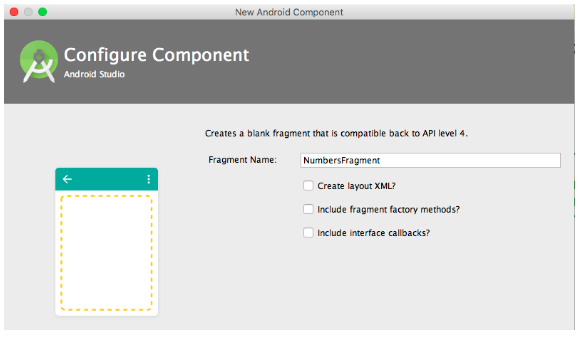 New Android Component
Configure Component
Android Studio
Creates a blank fragment that is compatible back to API level 4.
Fragment Name: NumbersFragment
Create layout XML?
Include fragment factory methods?
Include interface callbacks?